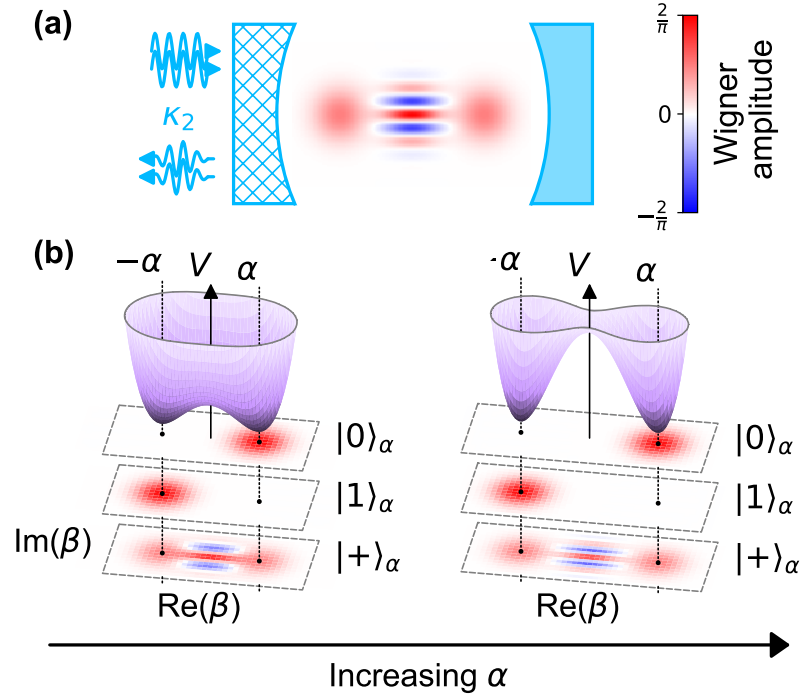 (a)
κ₂
2/π
0
−2/π
Wigner
amplitude
(b)
−α V α
-α V α
|0⟩α |0⟩α
|1⟩α |1⟩α
Im(β) |+⟩α |+⟩α
Re(β) Re(β)
Increasing α